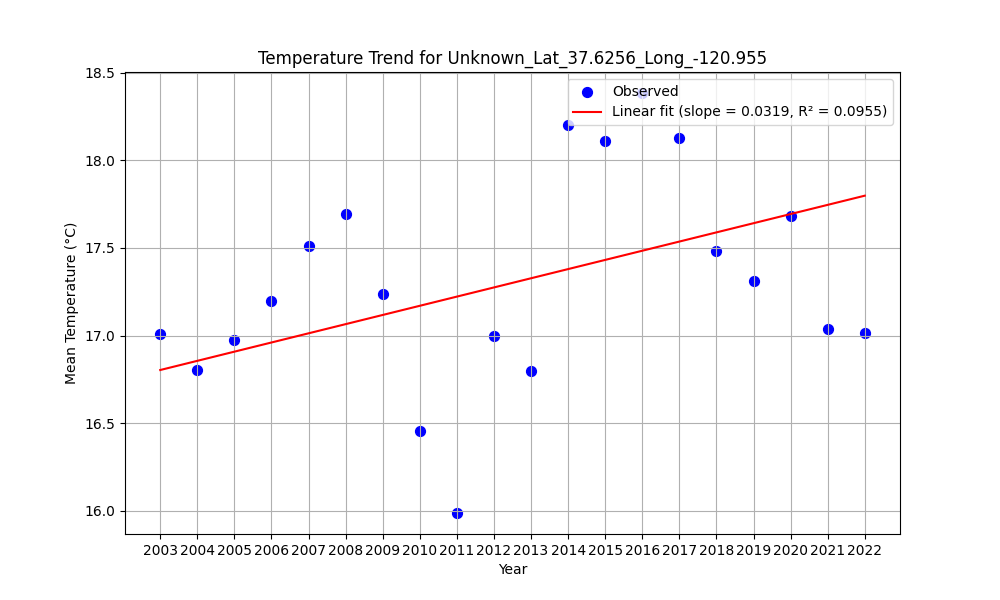 Temperature Trend for Unknown_Lat_37.6256_Long_-120.955
Observed
Linear fit (slope = 0.0319, R² = 0.0955)
Mean Temperature (°C)
18.5
18.0
17.5
17.0
16.5
16.0
2003 2004 2005 2006 2007 2008 2009 2010 2011 2012 2013 2014 2015 2016 2017 2018 2019 2020 2021 2022
Year